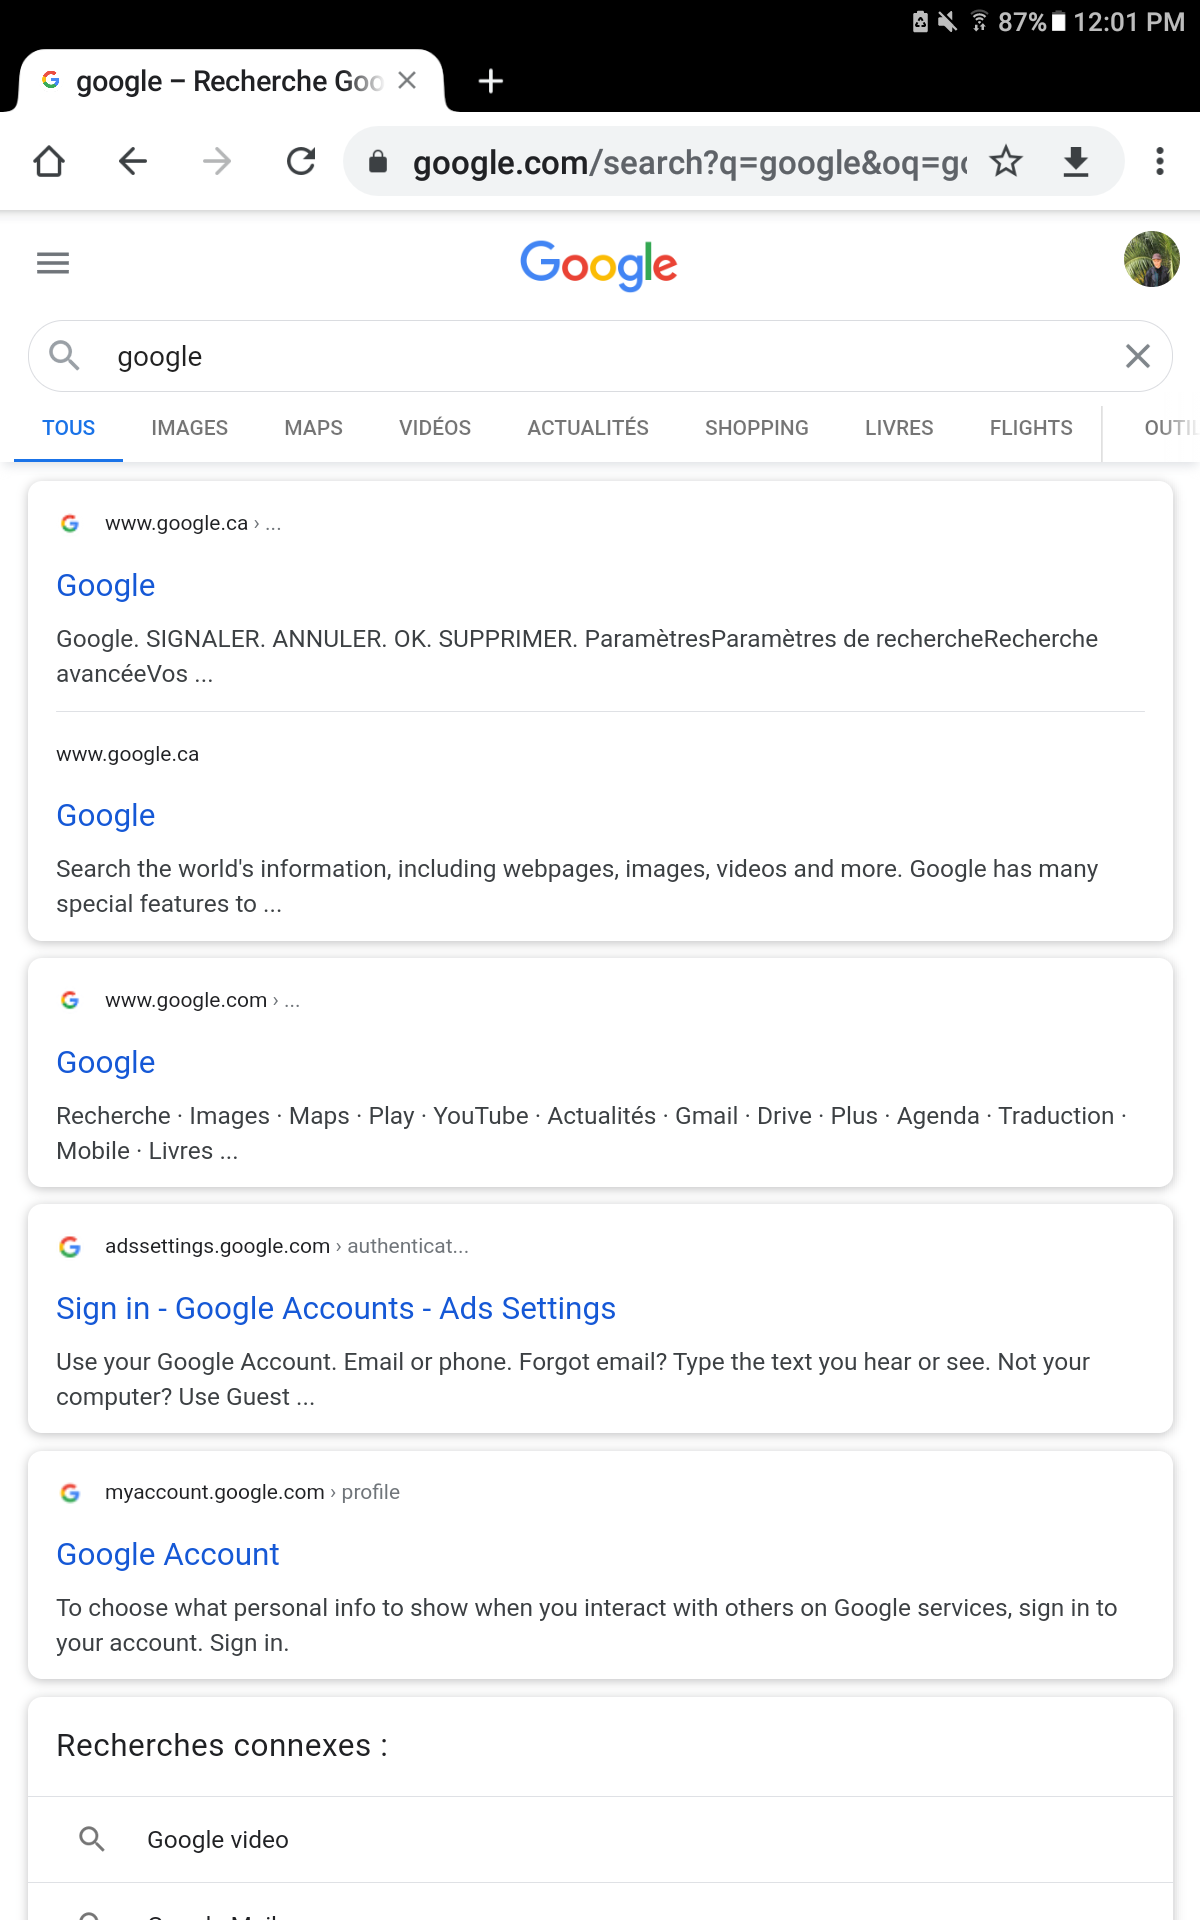 87% 12:01 PM
google – Recherche Goo
google.com/search?q=google&oq=go
Google
google
TOUS IMAGES MAPS VIDÉOS ACTUALITÉS SHOPPING LIVRES FLIGHTS OUTIL
www.google.ca › ...
Google
Google. SIGNALER. ANNULER. OK. SUPPRIMER. ParamètresParamètres de rechercheRecherche
avancéeVos ...
www.google.ca
Google
Search the world's information, including webpages, images, videos and more. Google has many
special features to ...
www.google.com › ...
Google
Recherche · Images · Maps · Play · YouTube · Actualités · Gmail · Drive · Plus · Agenda · Traduction ·
Mobile · Livres ...
adssettings.google.com › authenticat...
Sign in - Google Accounts - Ads Settings
Use your Google Account. Email or phone. Forgot email? Type the text you hear or see. Not your
computer? Use Guest ...
myaccount.google.com › profile
Google Account
To choose what personal info to show when you interact with others on Google services, sign in to
your account. Sign in.
Recherches connexes :
Google video